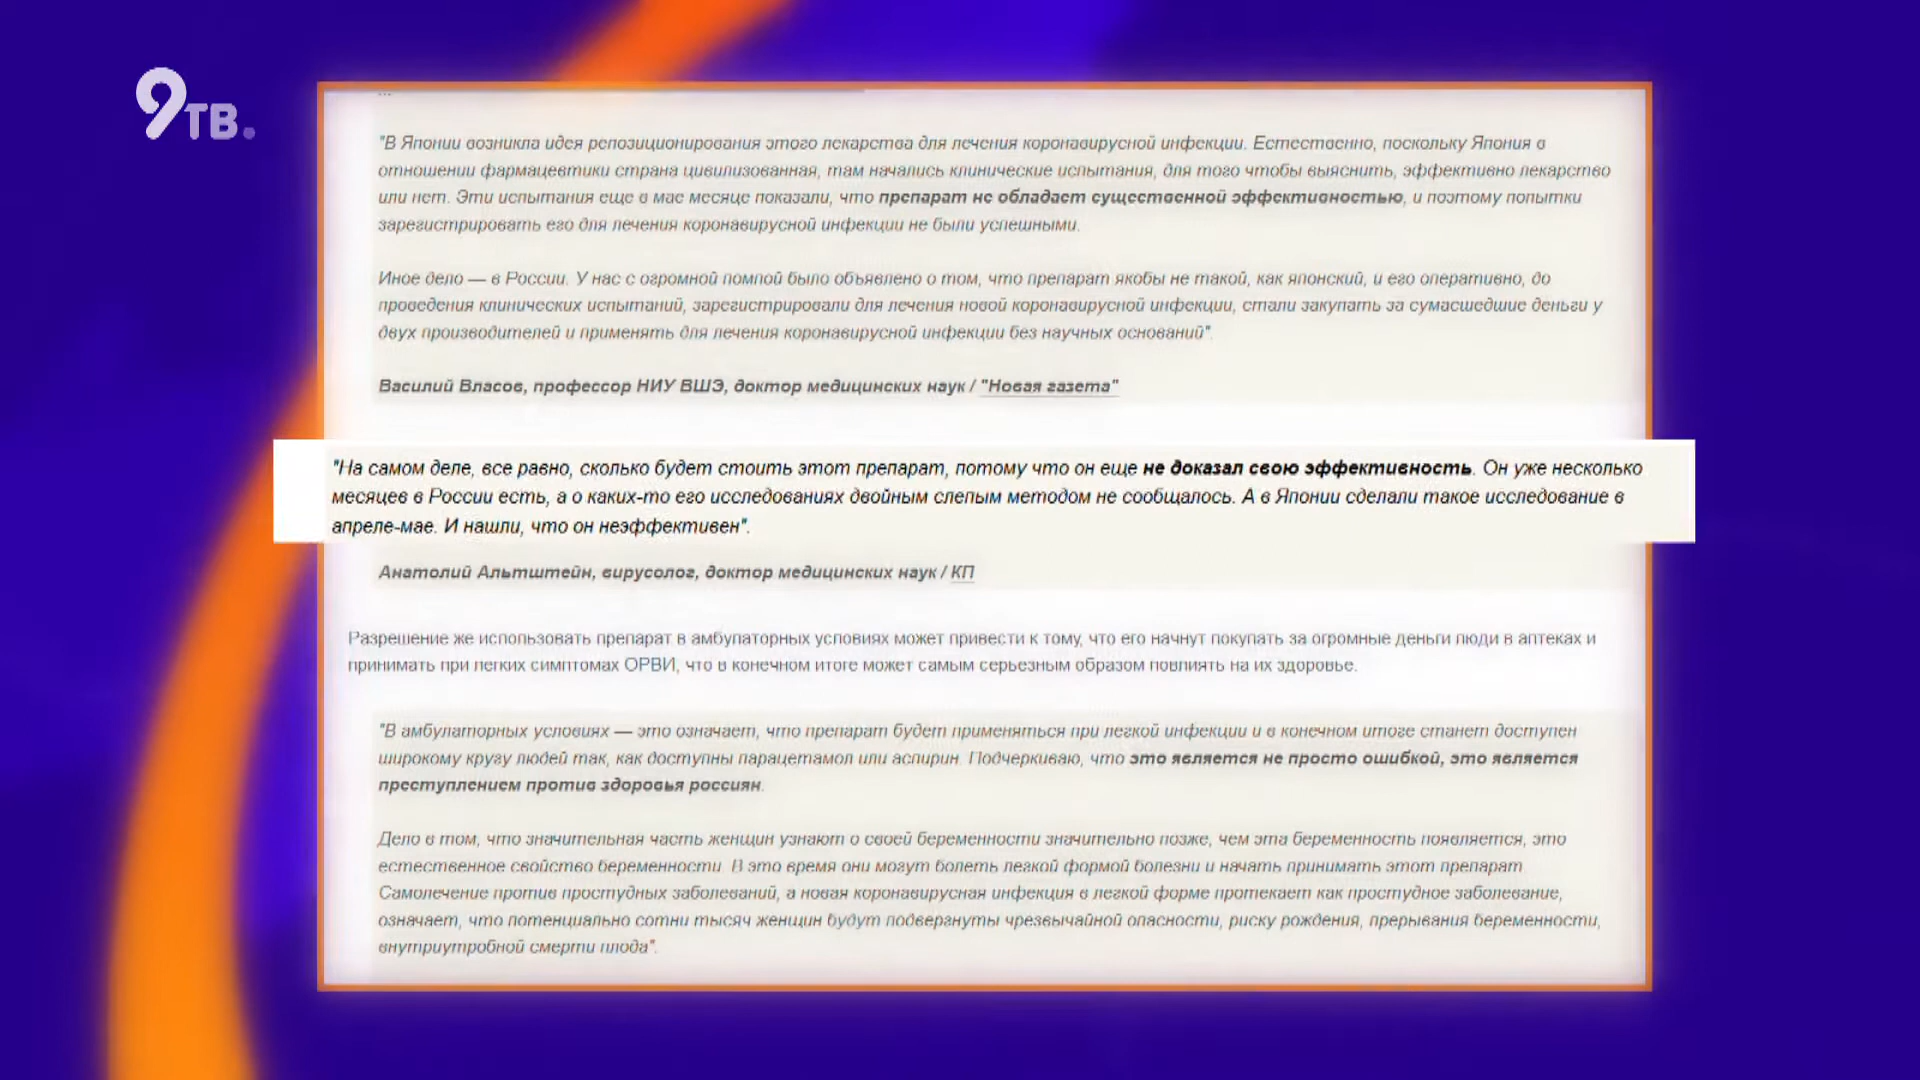 9ТВ.
...
"В Японии возникла идея репозиционирования этого лекарства для лечения коронавирусной инфекции. Естественно, поскольку Япония в
отношении фармацевтики страна цивилизованная, там начались клинические испытания, для того чтобы выяснить, эффективно лекарство
или нет. Эти испытания еще в мае месяце показали, что препарат не обладает существенной эффективностью, и поэтому попытки
зарегистрировать его для лечения коронавирусной инфекции не были успешными.
Иное дело — в России. У нас с огромной помпой было объявлено о том, что препарат якобы не такой, как японский, и его оперативно, до
проведения клинических испытаний, зарегистрировали для лечения новой коронавирусной инфекции, стали закупать за сумасшедшие деньги у
двух производителей и применять для лечения коронавирусной инфекции без научных оснований".
Василий Власов, профессор НИУ ВШЭ, доктор медицинских наук / "Новая газета"
"На самом деле, все равно, сколько будет стоить этот препарат, потому что он еще не доказал свою эффективность. Он уже несколько
месяцев в России есть, а о каких-то его исследованиях двойным слепым методом не сообщалось. А в Японии сделали такое исследование в
апреле-мае. И нашли, что он неэффективен".
Анатолий Альтштейн, вирусолог, доктор медицинских наук / КП
Разрешение же использовать препарат в амбулаторных условиях может привести к тому, что его начнут покупать за огромные деньги люди в аптеках и
принимать при легких симптомах ОРВИ, что в конечном итоге может самым серьезным образом повлиять на их здоровье.
"В амбулаторных условиях — это означает, что препарат будет применяться при легкой инфекции и в конечном итоге станет доступен
широкому кругу людей так, как доступны парацетамол или аспирин. Подчеркиваю, что это является не просто ошибкой, это является
преступлением против здоровья россиян.
Дело в том, что значительная часть женщин узнают о своей беременности значительно позже, чем эта беременность появляется, это
естественное свойство беременности. В это время они могут болеть легкой формой болезни и начать принимать этот препарат.
Самолечение против простудных заболеваний, а новая коронавирусная инфекция в легкой форме протекает как простудное заболевание,
означает, что потенциально сотни тысяч женщин будут подвергнуты чрезвычайной опасности, риску рождения, прерывания беременности,
внутриутробной смерти плода".